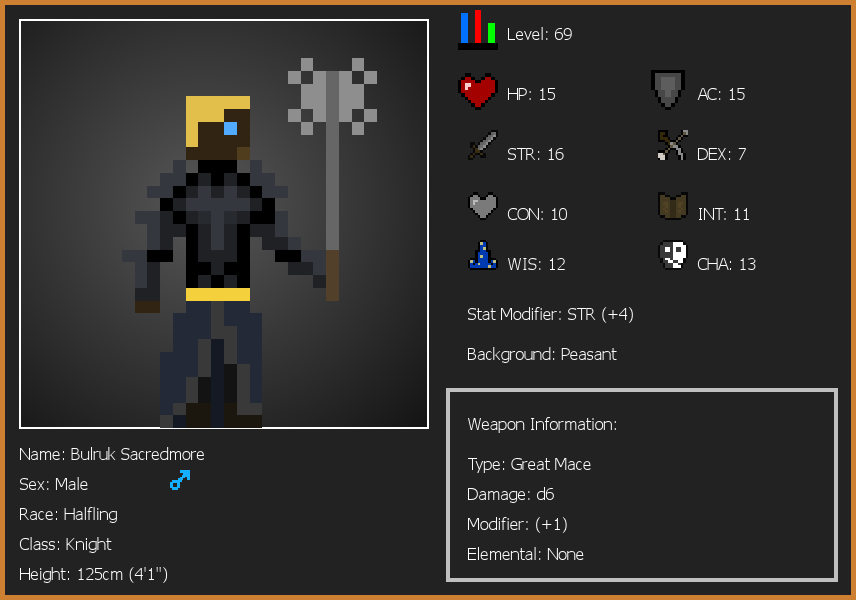 Level: 69
HP: 15
AC: 15
STR: 16
DEX: 7
CON: 10
INT: 11
WIS: 12
CHA: 13
Stat Modifier: STR (+4)
Background: Peasant
Weapon Information:
Type: Great Mace
Damage: d6
Modifier: (+1)
Elemental: None
Name: Bulruk Sacredmore
Sex: Male
Race: Halfling
Class: Knight
Height: 125cm (4'1")